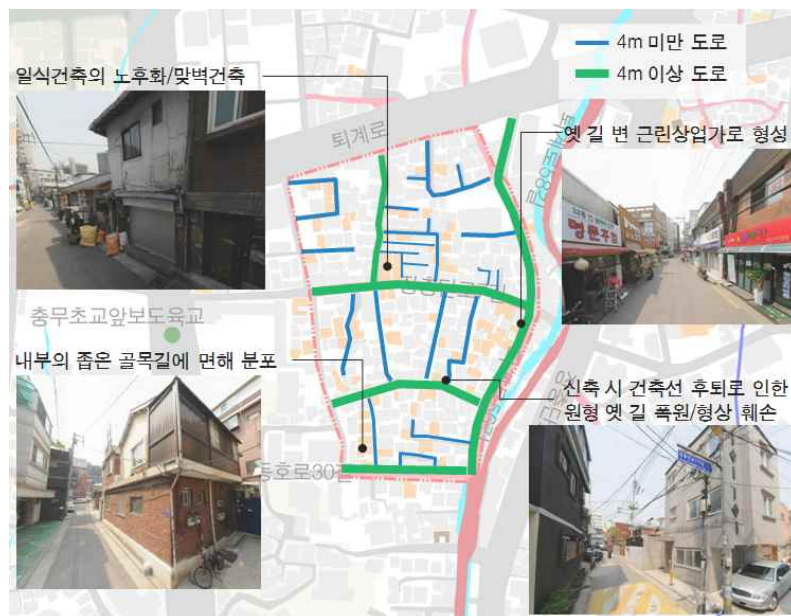 4m 미만 도로
4m 이상 도로
일식건축의 노후화/맞벽건축
퇴계로
퇴계로58길
옛 길 변 근린상업가로 형성
충무초교앞보도육교
내부의 좁은 골목길에 면해 분포
신축 시 건축선 후퇴로 인한
원형 옛 길 폭원/형상 훼손